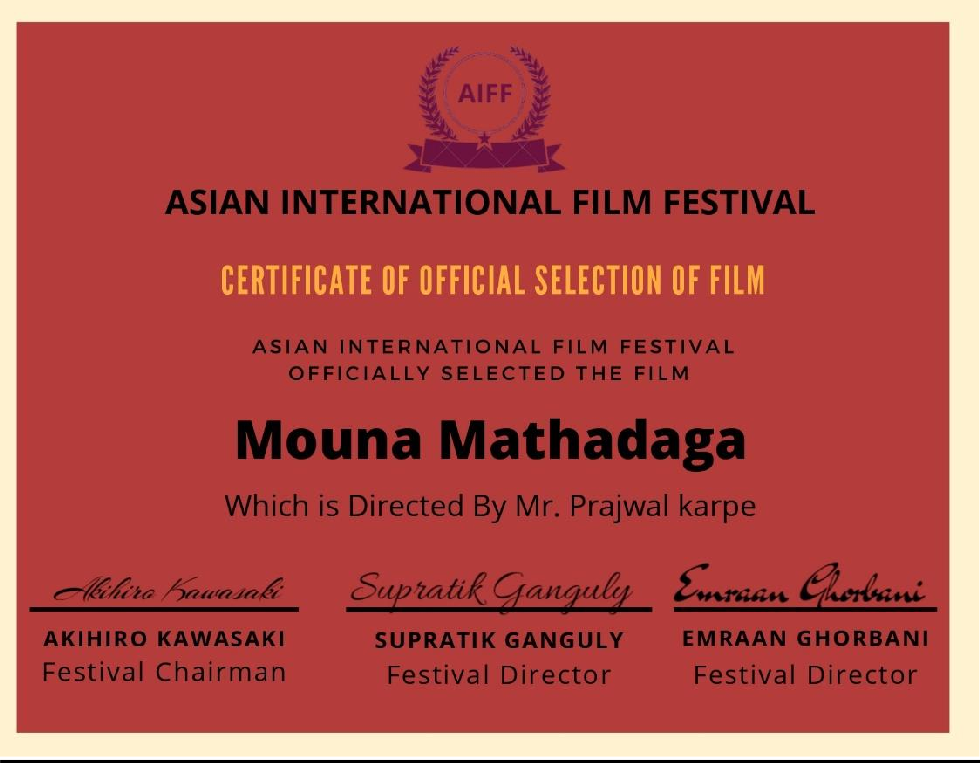 AIFF
ASIAN INTERNATIONAL FILM FESTIVAL
CERTIFICATE OF OFFICIAL SELECTION OF FILM
ASIAN INTERNATIONAL FILM FESTIVAL
OFFICIALLY SELECTED THE FILM
Mouna Mathadaga
Which is Directed By Mr. Prajwal karpe
Akihiro Kawasaki Supratik Ganguly Emraan Ghorbani
AKIHIRO KAWASAKI SUPRATIK GANGULY EMRAAN GHORBANI
Festival Chairman Festival Director Festival Director